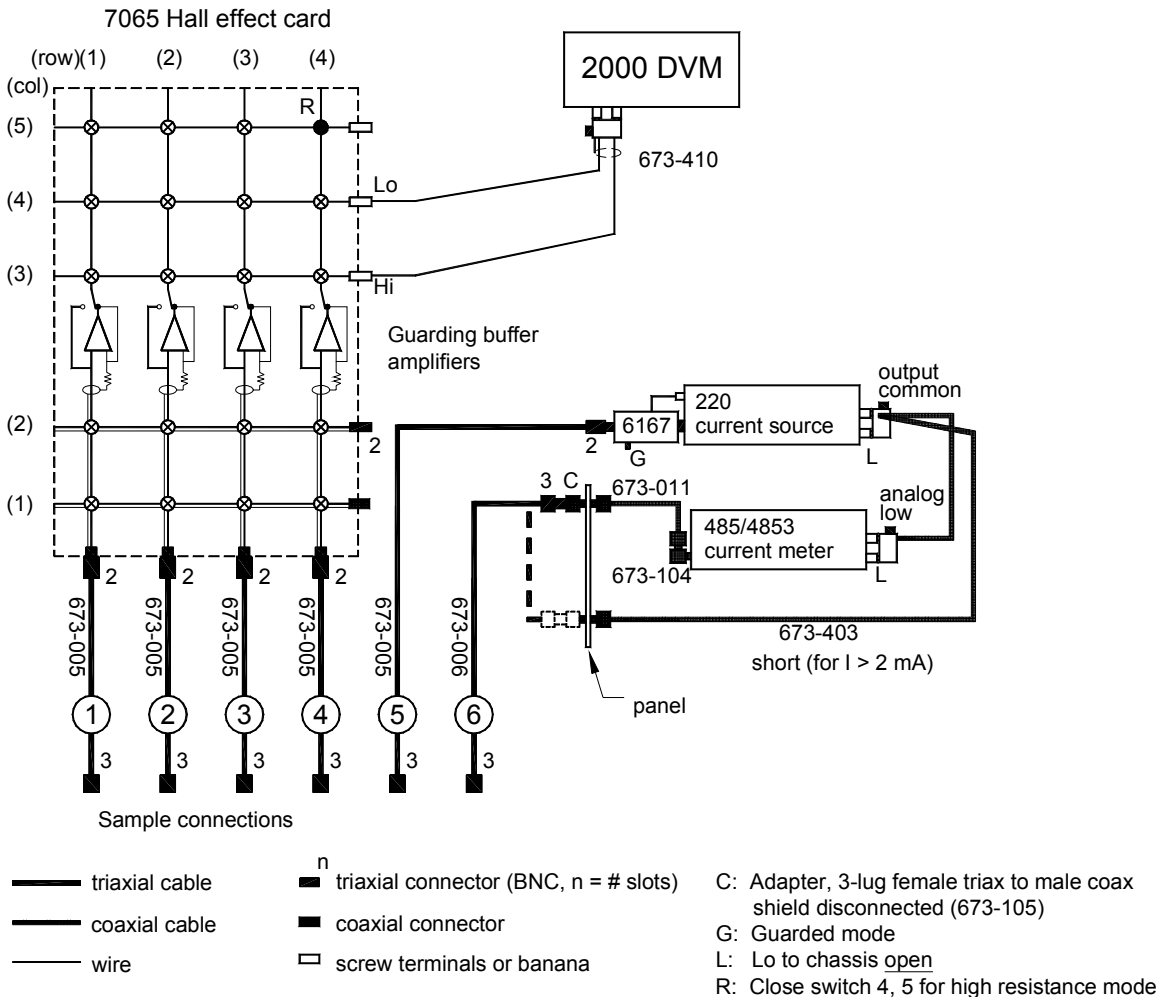 7065 Hall effect card
(row)(1) (2) (3) (4)
(col)
R
(5)
(4)
Lo
(3)
Hi
2000 DVM
673-410
Guarding buffer
amplifiers
(2)
2
(1)
2 2 2 2
220
current source
6167
2
G
output
common
L
3 C
673-011
analog
low
485/4853
current meter
673-104
L
673-403
short (for I > 2 mA)
panel
673-005
673-005
673-005
673-005
673-005
673-006
1 2 3 4 5 6
3 3 3 3 3 3
Sample connections
triaxial cable
coaxial cable
wire
n
triaxial connector (BNC, n = # slots)
coaxial connector
screw terminals or banana
C: Adapter, 3-lug female triax to male coax
shield disconnected (673-105)
G: Guarded mode
L: Lo to chassis open
R: Close switch 4, 5 for high resistance mode